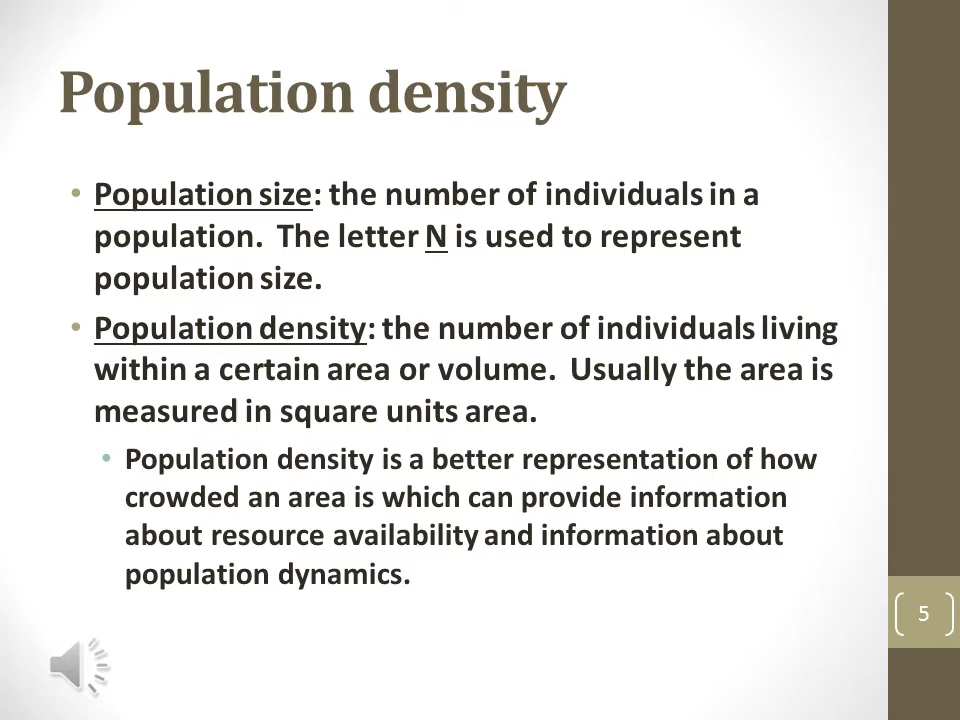 Population density
• Population size: the number of individuals in a
population.  The letter N is used to represent
population size.
• Population density: the number of individuals living
within a certain area or volume.  Usually the area is
measured in square units area.
• Population density is a better representation of how
crowded an area is which can provide information
about resource availability and information about
population dynamics.
5